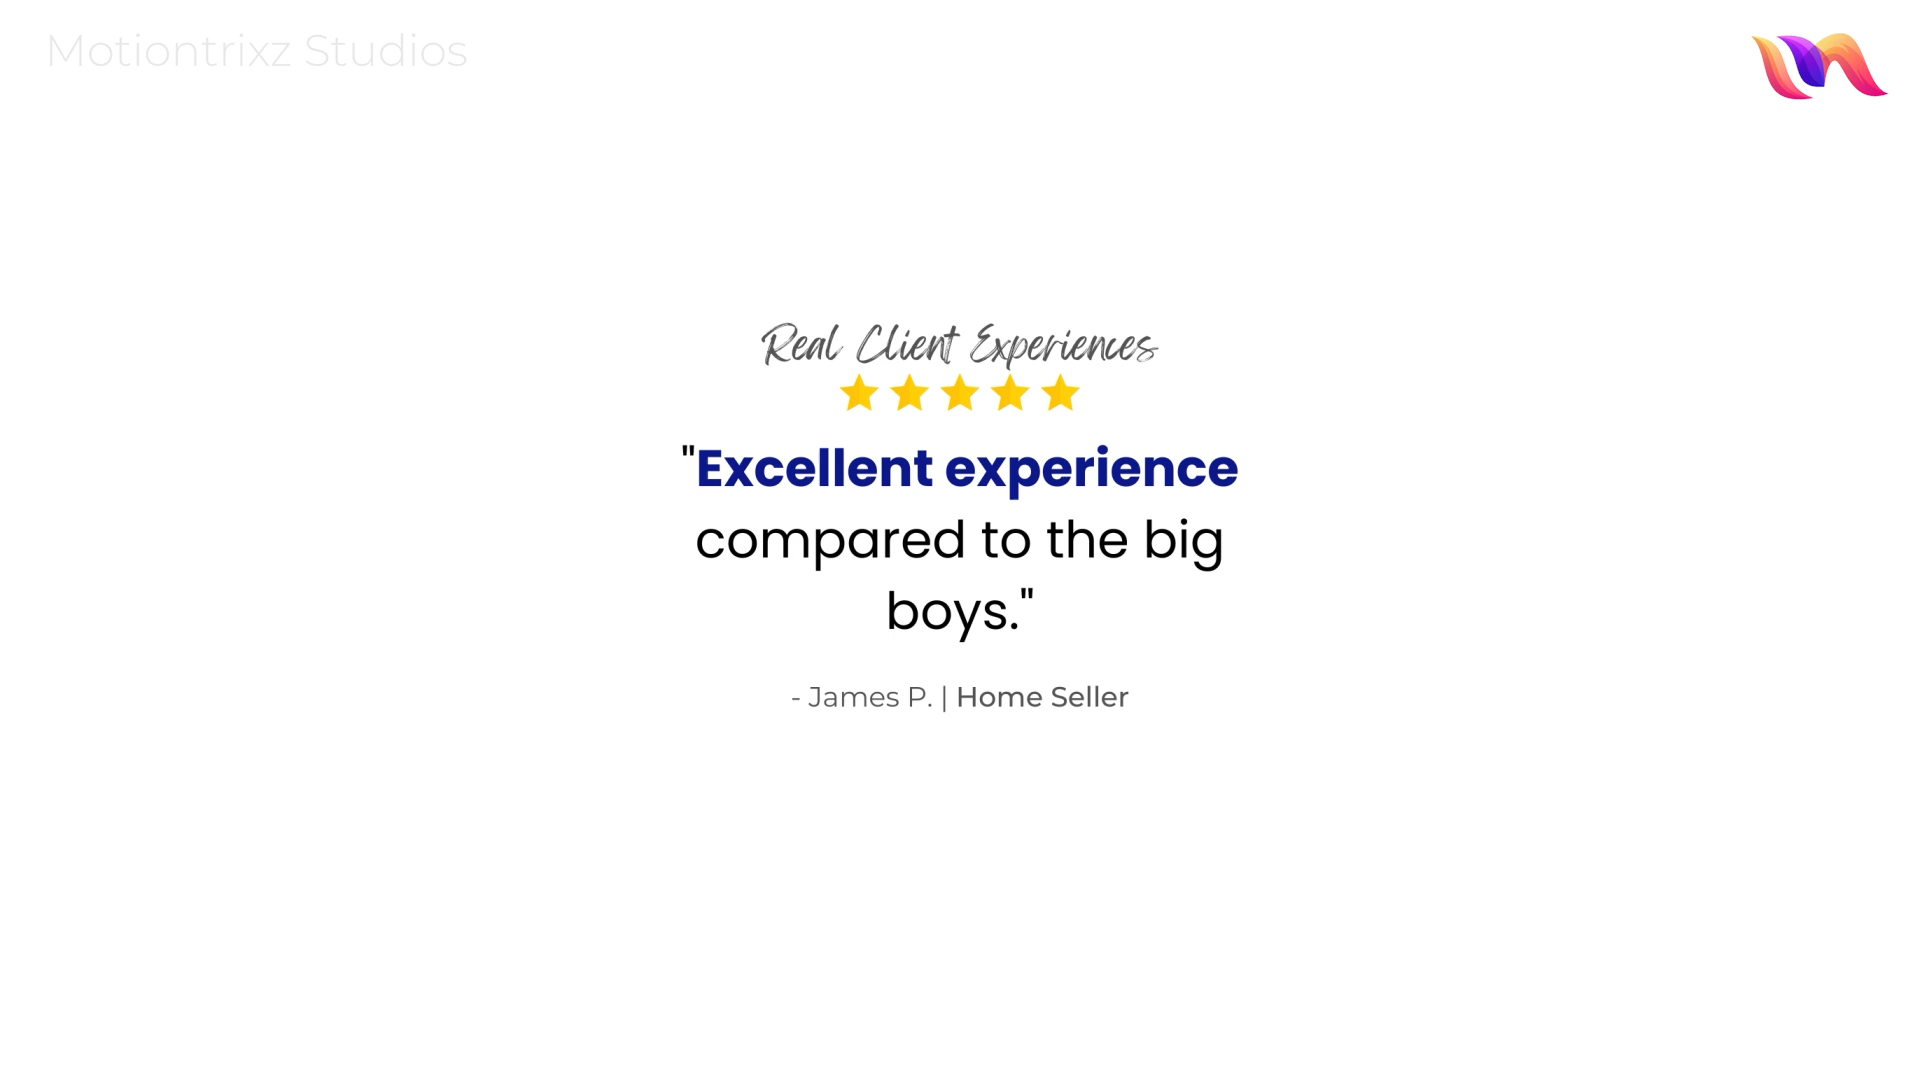 Motiontrixz Studios
Real Client Experiences
"Excellent experience
compared to the big
boys."
- James P. | Home Seller